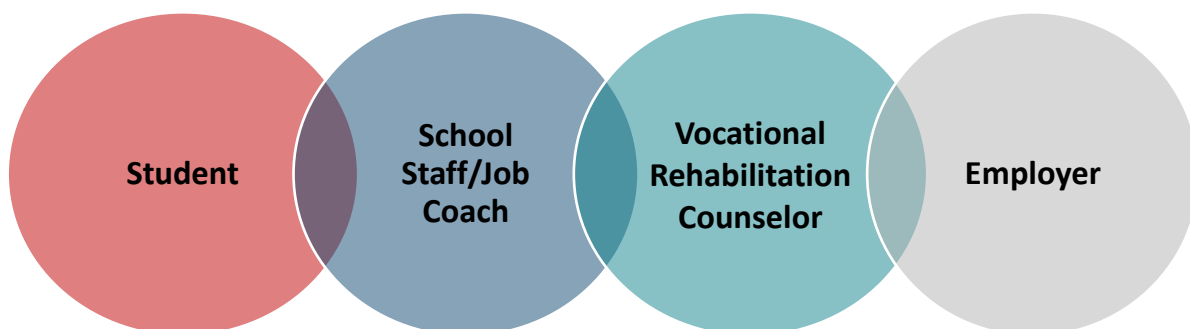 Student
School
Staff/Job
Coach
Vocational
Rehabilitation
Counselor
Employer